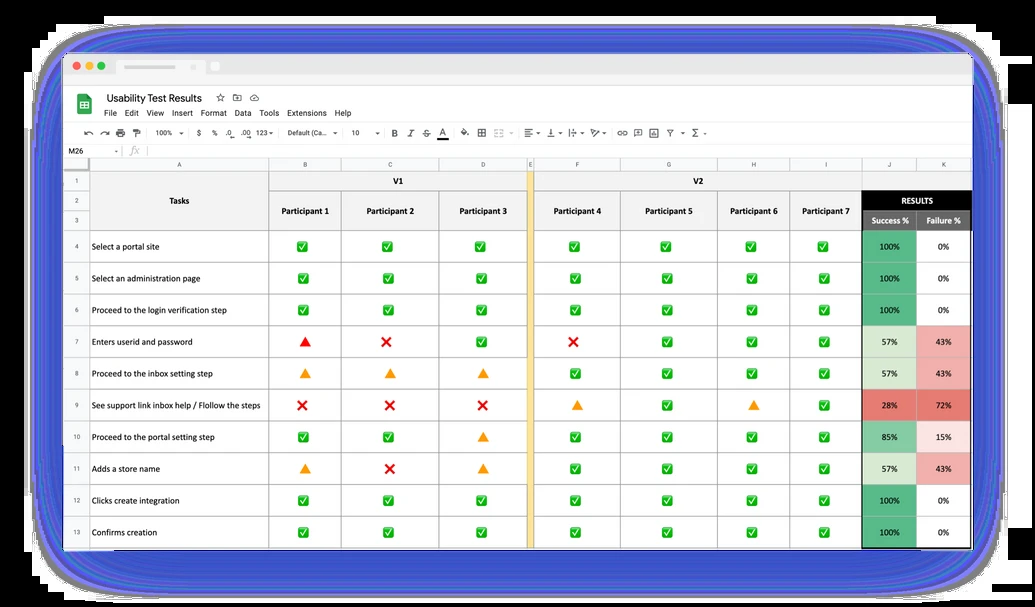 Usability Test Results
File Edit View Insert Format Data Tools Extensions Help
100% $ % .0 .00 123 Default (Ca... 10 B I S A
M26 fx
A B C D E F G H I J K
1 V1 V2
2 Tasks Participant 1 Participant 2 Participant 3 Participant 4 Participant 5 Participant 6 Participant 7 RESULTS
3 Success % Failure %
4 Select a portal site 100% 0%
5 Select an administration page 100% 0%
6 Proceed to the login verification step 100% 0%
7 Enters userid and password 57% 43%
8 Proceed to the inbox setting step 57% 43%
9 See support link inbox help / Flollow the steps 28% 72%
10 Proceed to the portal setting step 85% 15%
11 Adds a store name 57% 43%
12 Clicks create integration 100% 0%
13 Confirms creation 100% 0%